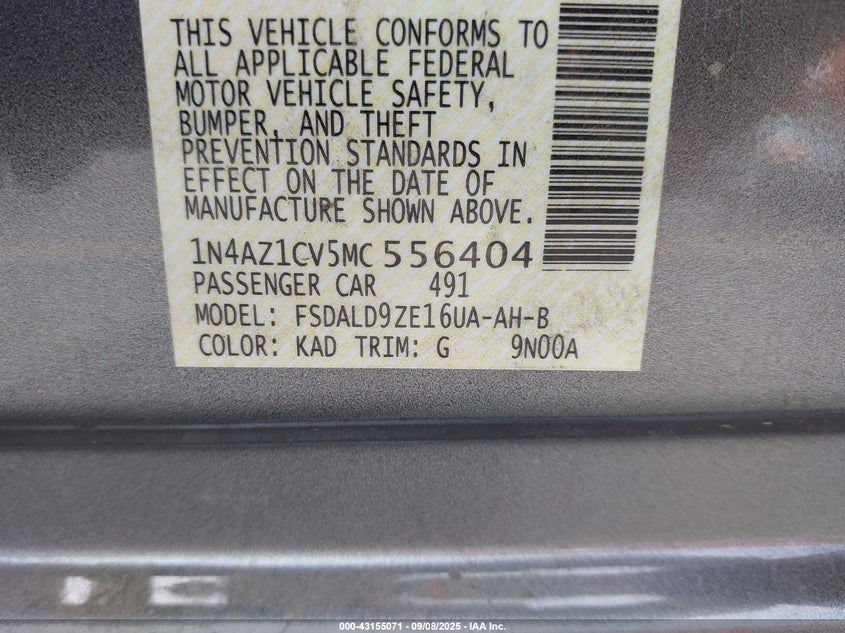 THIS VEHICLE CONFORMS TO
ALL APPLICABLE FEDERAL
MOTOR VEHICLE SAFETY,
BUMPER, AND THEFT
PREVENTION STANDARDS IN
EFFECT ON THE DATE OF
MANUFACTURE SHOWN ABOVE.
1N4AZ1CV5MC 556404
PASSENGER CAR 491
MODEL: FSDALD9ZE16UA-AH-B
COLOR: KAD TRIM: G 9N00A
000-43155071 - 09/08/2025 - IAA Inc.